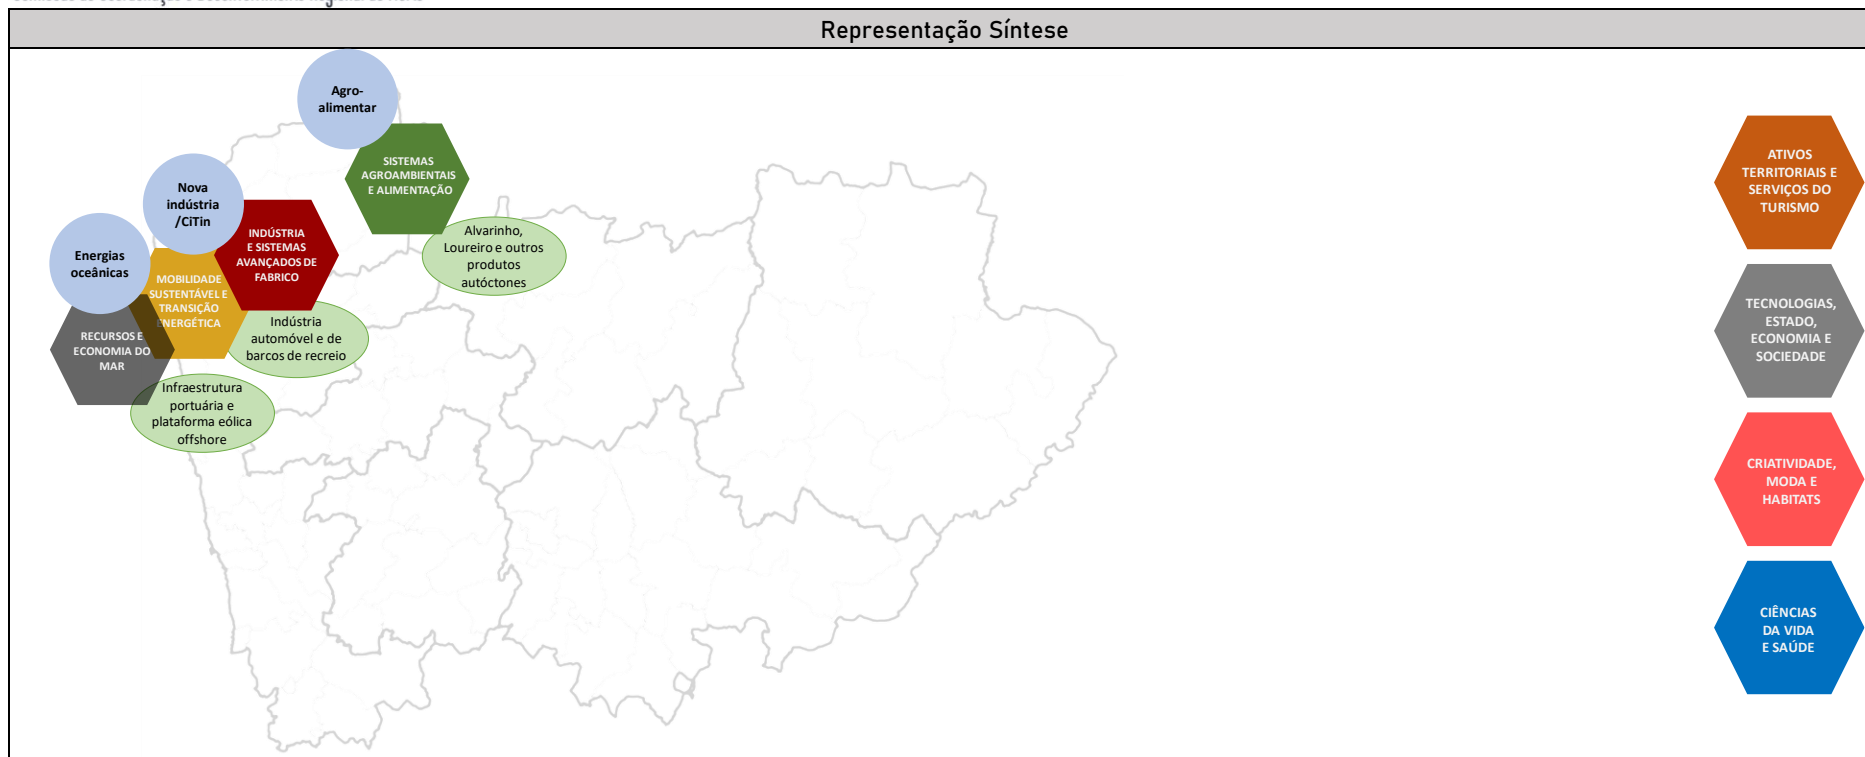 Representação Síntese
Agro-
alimentar
SISTEMAS
AGROAMBIENTAIS
E ALIMENTAÇÃO
Nova
indústria
/CiTin
INDÚSTRIA
E SISTEMAS
AVANÇADOS DE
FABRICO
Alvarinho,
Loureiro e outros
produtos
autóctones
Energias
oceânicas
MOBILIDADE
SUSTENTÁVEL E
TRANSIÇÃO
ENERGÉTICA
RECURSOS E
ECONOMIA DO
MAR
Indústria
automóvel e de
barcos de recreio
Infraestrutura
portuária e
plataforma eólica
offshore
ATIVOS
TERRITORIAIS E
SERVIÇOS DO
TURISMO
TECNOLOGIAS,
ESTADO,
ECONOMIA E
SOCIEDADE
CRIATIVIDADE,
MODA E
HABITATS
CIÊNCIAS
DA VIDA
E SAÚDE